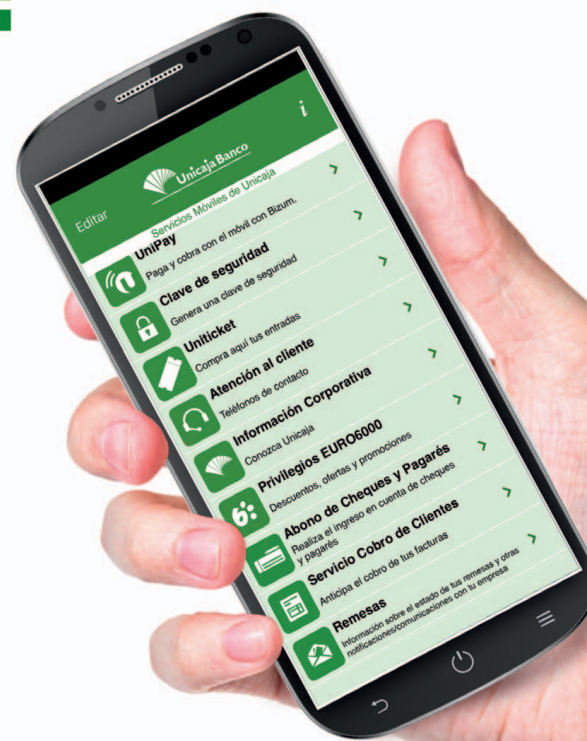 Editar
Unicaja Banco
i
Servicios Móviles de Unicaja
UniPay
Paga y cobra con el móvil con Bizum.
Clave de seguridad
Genera una clave de seguridad
Uniticket
Compra aquí tus entradas
Atención al cliente
Teléfonos de contacto
Información Corporativa
Conozca Unicaja
Privilegios EURO6000
Descuentos, ofertas y promociones
Abono de Cheques y Pagarés
Realiza el ingreso en cuenta de cheques
y pagarés
Servicio Cobro de Clientes
Anticipa el cobro de tus facturas
Remesas
Información sobre el estado de tus remesas y otras
notificaciones/comunicaciones con tu empresa